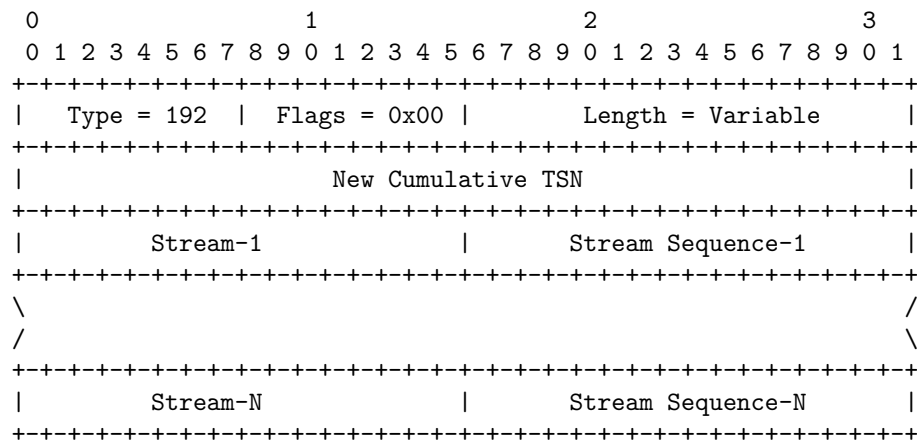 0                   1                   2                   3
0 1 2 3 4 5 6 7 8 9 0 1 2 3 4 5 6 7 8 9 0 1 2 3 4 5 6 7 8 9 0 1
+-+-+-+-+-+-+-+-+-+-+-+-+-+-+-+-+-+-+-+-+-+-+-+-+-+-+-+-+-+-+-+-+
|   Type = 192  |  Flags = 0x00 |        Length = Variable      |
+-+-+-+-+-+-+-+-+-+-+-+-+-+-+-+-+-+-+-+-+-+-+-+-+-+-+-+-+-+-+-+-+
|                      New Cumulative TSN                       |
+-+-+-+-+-+-+-+-+-+-+-+-+-+-+-+-+-+-+-+-+-+-+-+-+-+-+-+-+-+-+-+-+
|         Stream-1              |       Stream Sequence-1       |
+-+-+-+-+-+-+-+-+-+-+-+-+-+-+-+-+-+-+-+-+-+-+-+-+-+-+-+-+-+-+-+-+
\                                                               /
/                                                               \
+-+-+-+-+-+-+-+-+-+-+-+-+-+-+-+-+-+-+-+-+-+-+-+-+-+-+-+-+-+-+-+-+
|         Stream-N              |       Stream Sequence-N       |
+-+-+-+-+-+-+-+-+-+-+-+-+-+-+-+-+-+-+-+-+-+-+-+-+-+-+-+-+-+-+-+-+